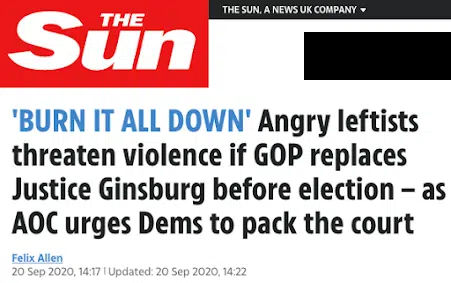 THE
Sun
THE SUN, A NEWS UK COMPANY
'BURN IT ALL DOWN' Angry leftists
threaten violence if GOP replaces
Justice Ginsburg before election – as
AOC urges Dems to pack the court
Felix Allen
20 Sep 2020, 14:17 | Updated: 20 Sep 2020, 14:22